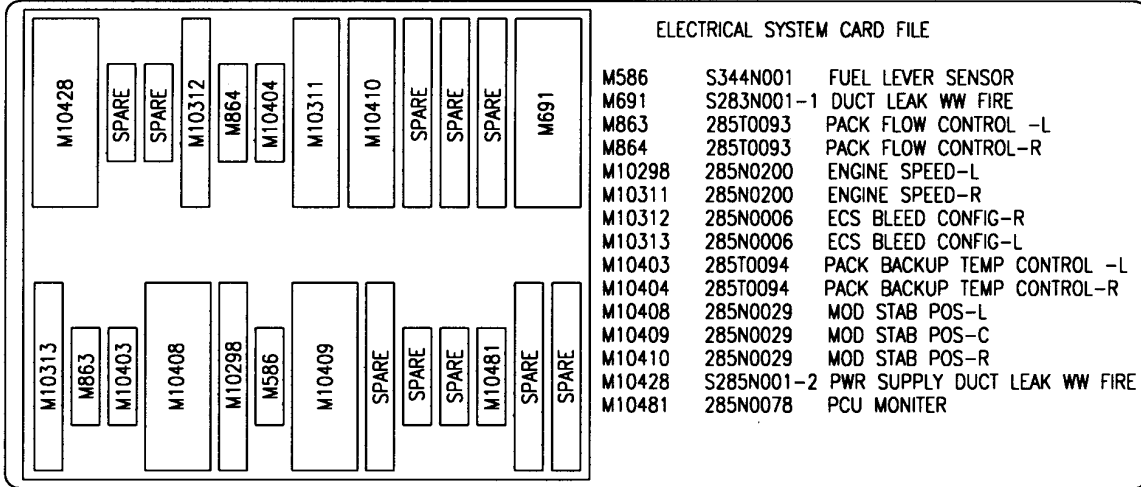 ELECTRICAL SYSTEM CARD FILE
M10428
SPARE
SPARE
M10312
M864
M10404
M10311
M10410
SPARE
SPARE
SPARE
M691
M10313
M863
M10403
M10408
M10298
M586
M10409
SPARE
SPARE
SPARE
M10481
SPARE
SPARE
M586 S344N001 FUEL LEVER SENSOR
M691 S283N001-1 DUCT LEAK WW FIRE
M863 285T0093 PACK FLOW CONTROL -L
M864 285T0093 PACK FLOW CONTROL-R
M10298 285N0200 ENGINE SPEED-L
M10311 285N0200 ENGINE SPEED-R
M10312 285N0006 ECS BLEED CONFIG-R
M10313 285N0006 ECS BLEED CONFIG-L
M10403 285T0094 PACK BACKUP TEMP CONTROL -L
M10404 285T0094 PACK BACKUP TEMP CONTROL-R
M10408 285N0029 MOD STAB POS-L
M10409 285N0029 MOD STAB POS-C
M10410 285N0029 MOD STAB POS-R
M10428 S285N001-2 PWR SUPPLY DUCT LEAK WW FIRE
M10481 285N0078 PCU MONITER